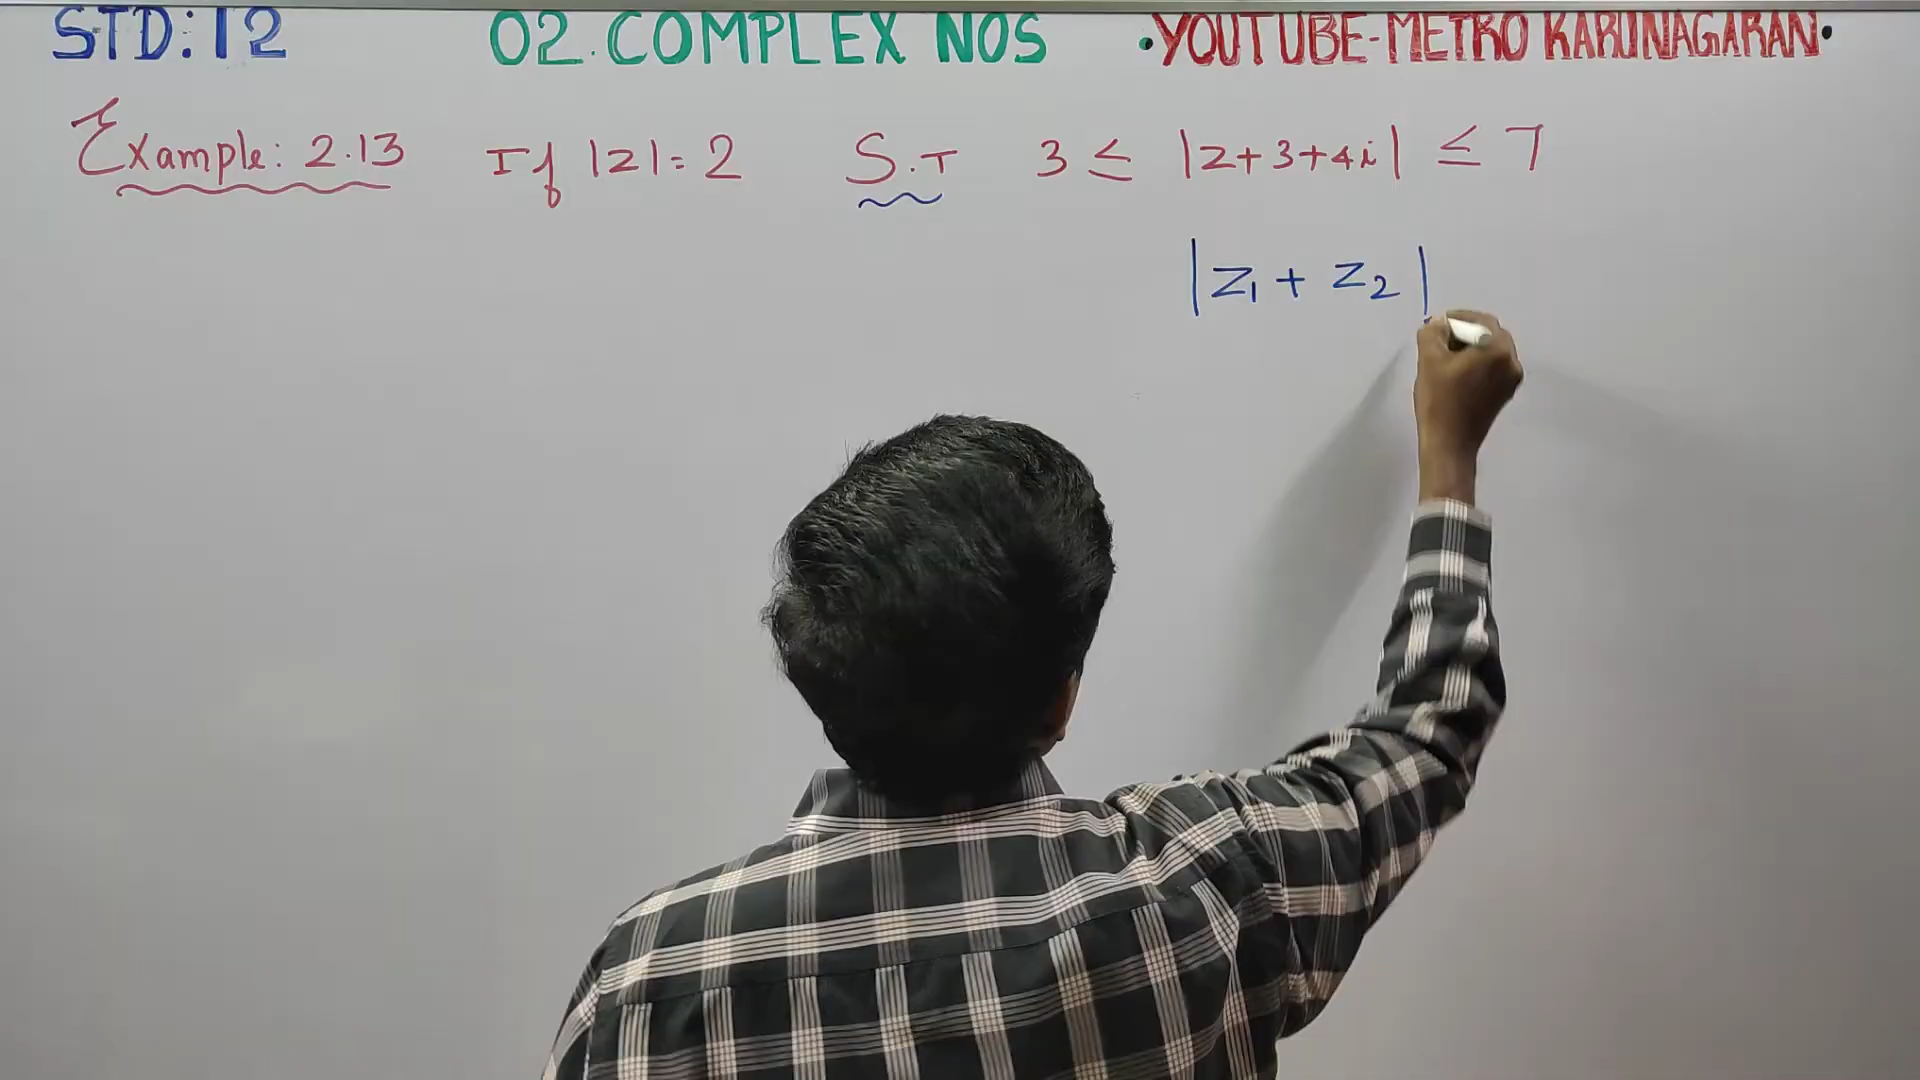 STD:12 02.COMPLEX NOS •YOUTUBE-METRO KARUNAGARAN•
Example: 2.13 If |z|=2 S.T 3 ≤ |z+3+4i| ≤ 7
|z₁ + z₂|